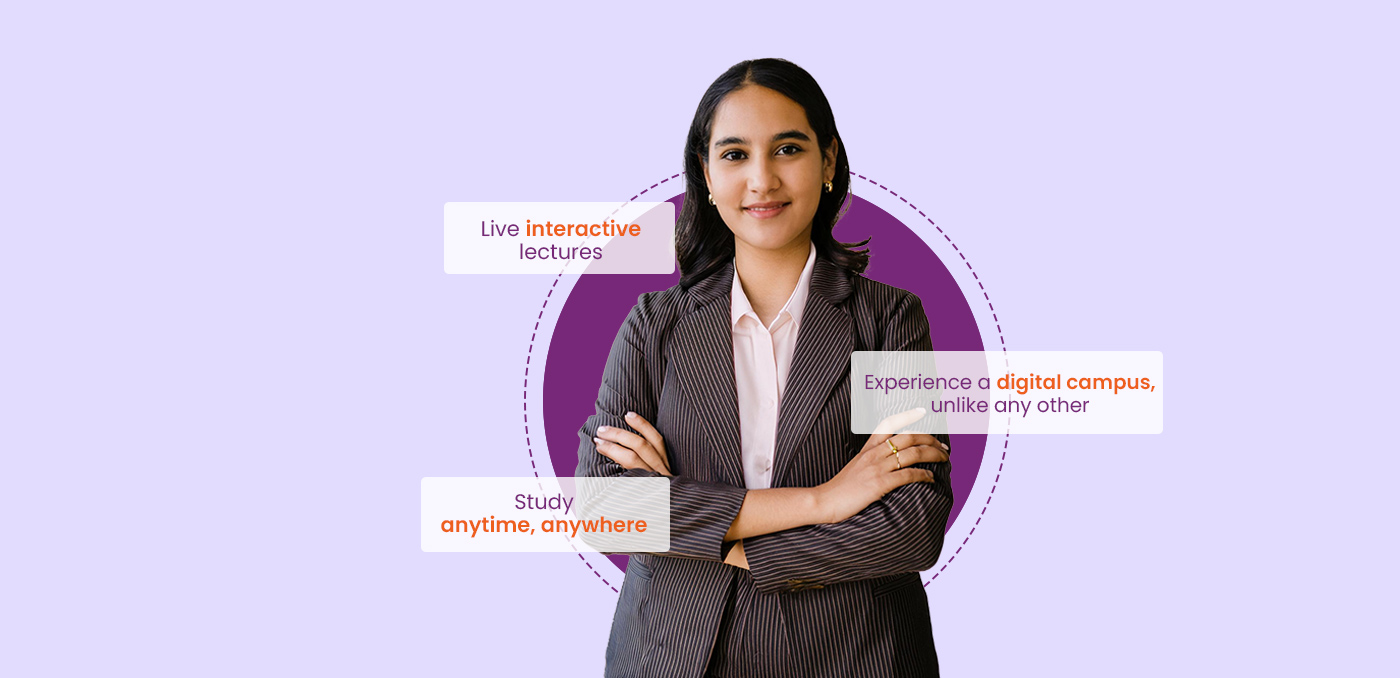 Live interactive
lectures
Experience a digital campus,
unlike any other
Study
anytime, anywhere